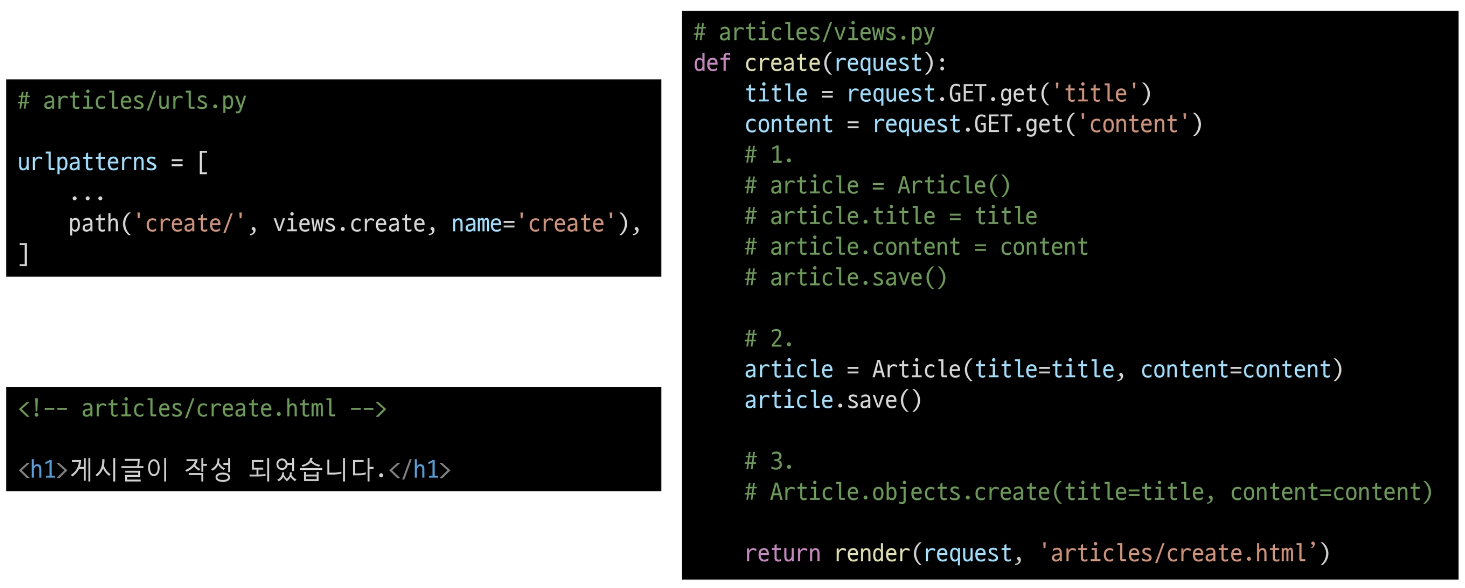 # articles/urls.py
urlpatterns = [
    ...
    path('create/', views.create, name='create'),
]
<!-- articles/create.html -->
<h1>게시글이 작성 되었습니다.</h1>
# articles/views.py
def create(request):
    title = request.GET.get('title')
    content = request.GET.get('content')
    # 1.
    # article = Article()
    # article.title = title
    # article.content = content
    # article.save()
    # 2.
    article = Article(title=title, content=content)
    article.save()
    # 3.
    # Article.objects.create(title=title, content=content)
    return render(request, 'articles/create.html’)